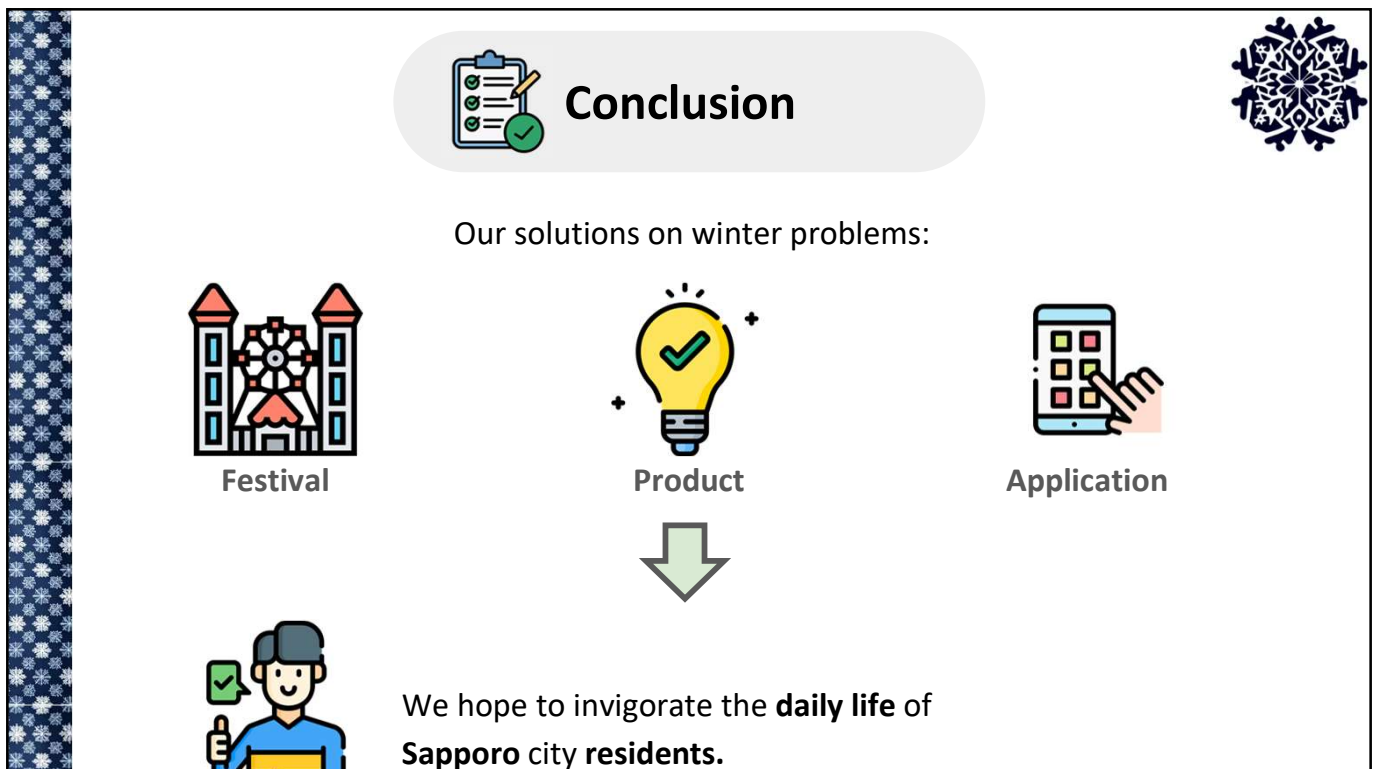 Conclusion
Our solutions on winter problems:
Festival
Product
Application
We hope to invigorate the daily life of
Sapporo city residents.